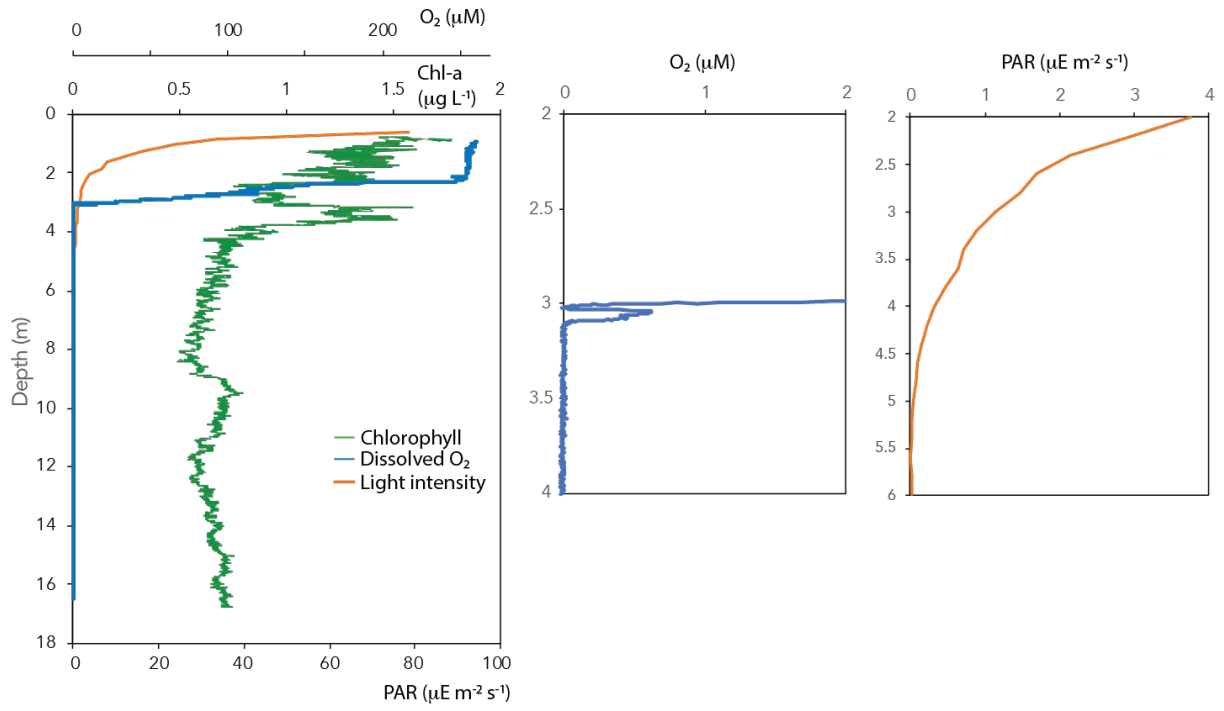 O₂ (μM)
0 100 200
Chl-a
(μg L⁻¹)
0 0.5 1 1.5 2
0
2
4
6
8
10
12
14
16
18
Depth (m)
Chlorophyll
Dissolved O₂
Light intensity
0 20 40 60 80 100
PAR (μE m⁻² s⁻¹)
O₂ (μM)
0 1 2
2
2.5
3.0
3.5
4
PAR (μE m⁻² s⁻¹)
0 1 2 3 4
2
2.5
3
3.5
4
4.5
5
5.5
6